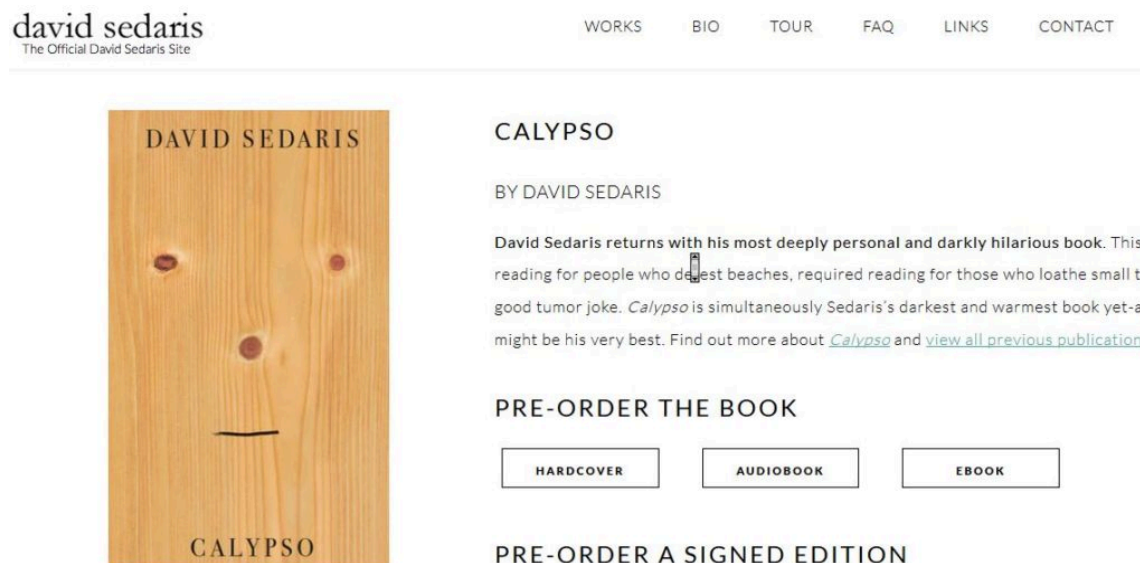 david sedaris
The Official David Sedaris Site
WORKS BIO TOUR FAQ LINKS CONTACT
DAVID SEDARIS
CALYPSO
CALYPSO
BY DAVID SEDARIS
David Sedaris returns with his most deeply personal and darkly hilarious book. This
reading for people who detest beaches, required reading for those who loathe small t
good tumor joke. Calypso is simultaneously Sedaris's darkest and warmest book yet-a
might be his very best. Find out more about Calypso and view all previous publication
PRE-ORDER THE BOOK
HARDCOVER AUDIOBOOK EBOOK
PRE-ORDER A SIGNED EDITION